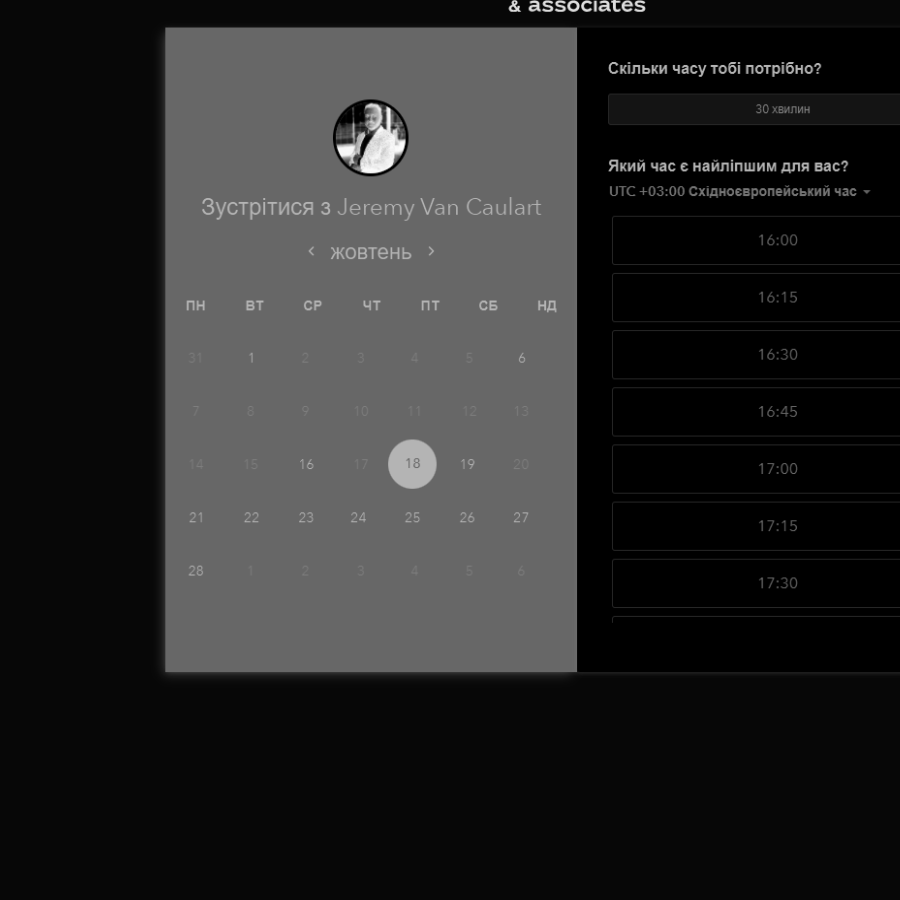 & associates
Зустрітися з Jeremy Van Caulart
жовтень
ПН ВТ СР ЧТ ПТ СБ НД
31 1 2 3 4 5 6
7 8 9 10 11 12 13
14 15 16 17 18 19 20
21 22 23 24 25 26 27
28 1 2 3 4 5 6
Скільки часу тобі потрібно?
30 хвилин
Який час є найліпшим для вас?
UTC +03:00 Східноєвропейський час
16:00
16:15
16:30
16:45
17:00
17:15
17:30